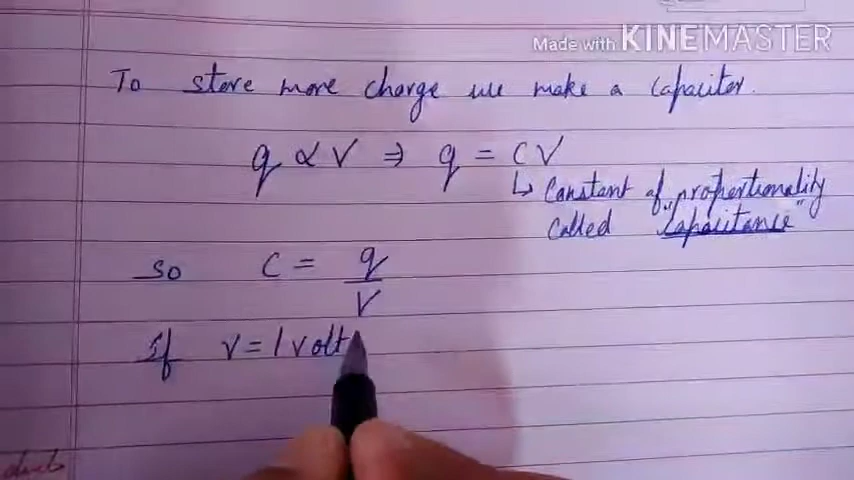 Made with KINEMASTER
To store more charge we make a capacitor.
q ∝ V ⇒ q = CV
↳ Constant of proportionality
called "Capacitance"
so C = q/V
If V = 1 volt